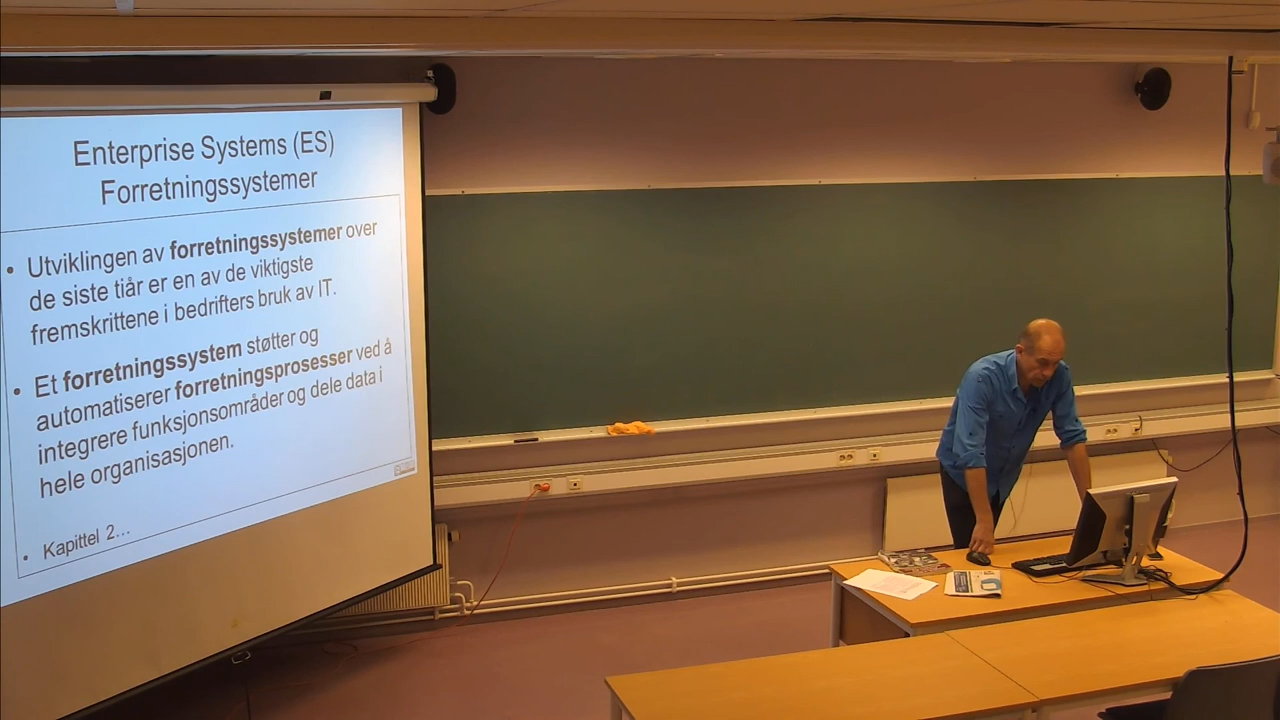 Enterprise Systems (ES)
Forretningssystemer
• Utviklingen av forretningssystemer over
de siste tiår er en av de viktigste
fremskrittene i bedrifters bruk av IT.
• Et forretningssystem støtter og
automatiserer forretningsprosesser ved å
integrere funksjonsområder og dele data i
hele organisasjonen.
• Kapittel 2...